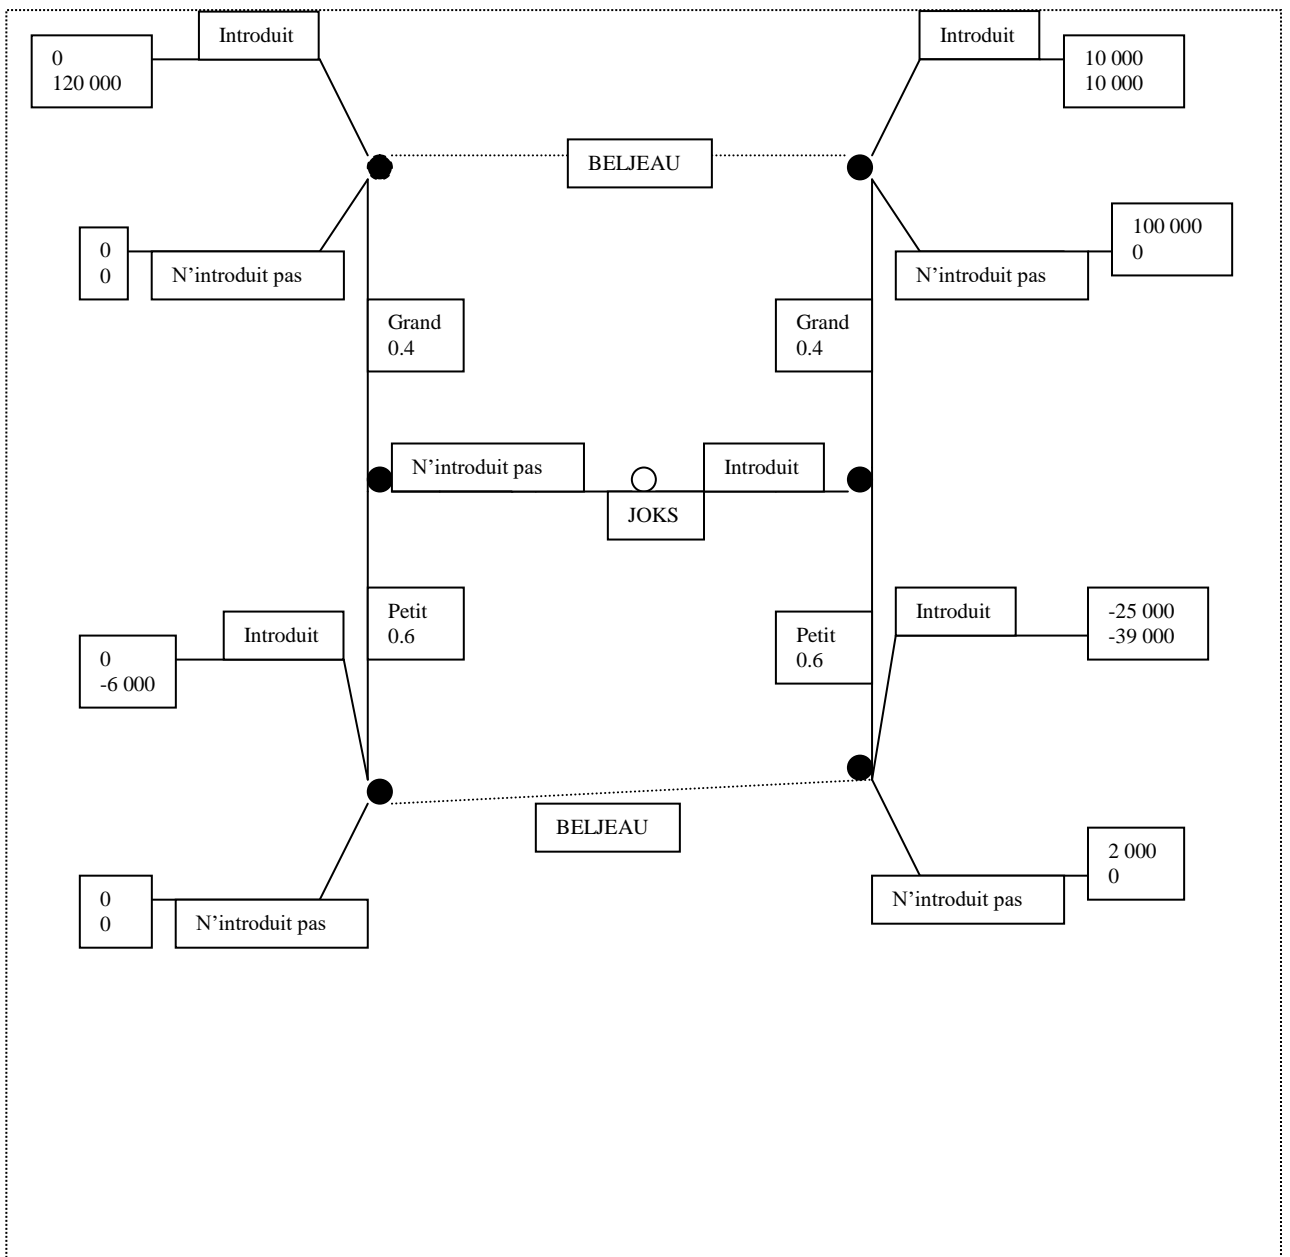 Introduit
Introduit
0
120 000
10 000
10 000
BELJEAU
0
0
N’introduit pas
100 000
0
N’introduit pas
Grand
0.4
Grand
0.4
N’introduit pas
Introduit
JOKS
Petit
0.6
Introduit
0
-6 000
Petit
0.6
Introduit
-25 000
-39 000
BELJEAU
2 000
0
0
0
N’introduit pas
N’introduit pas